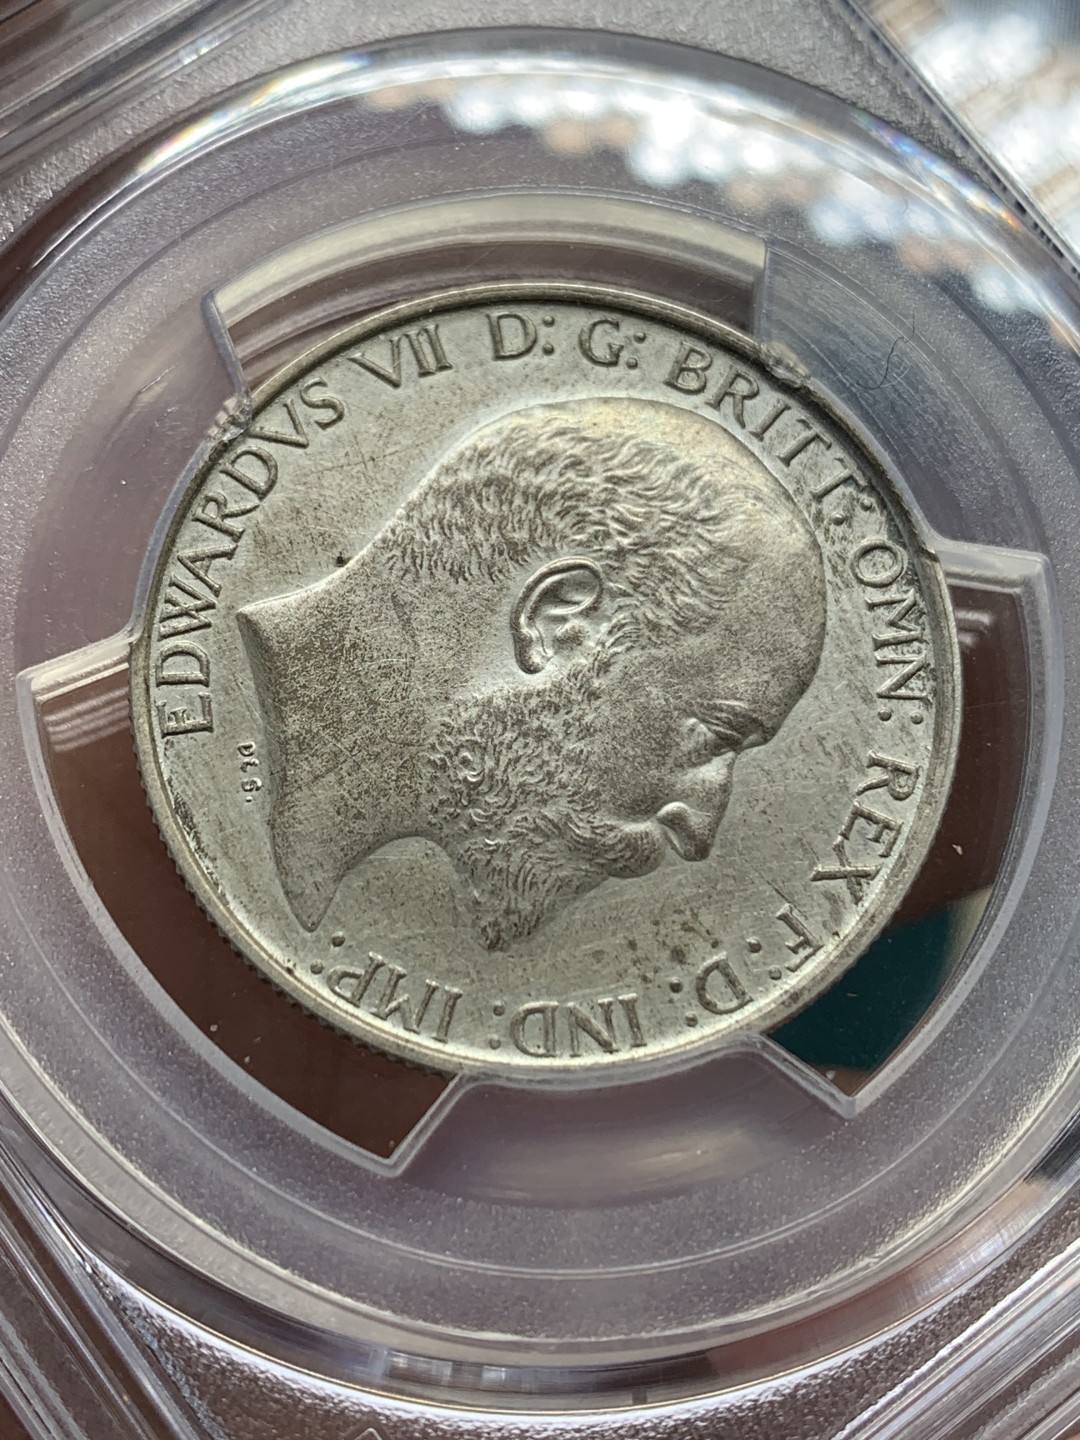 EDWARDVS VII D: G: BRITT: OMN: REX F: D: IND: IMP:
DES.